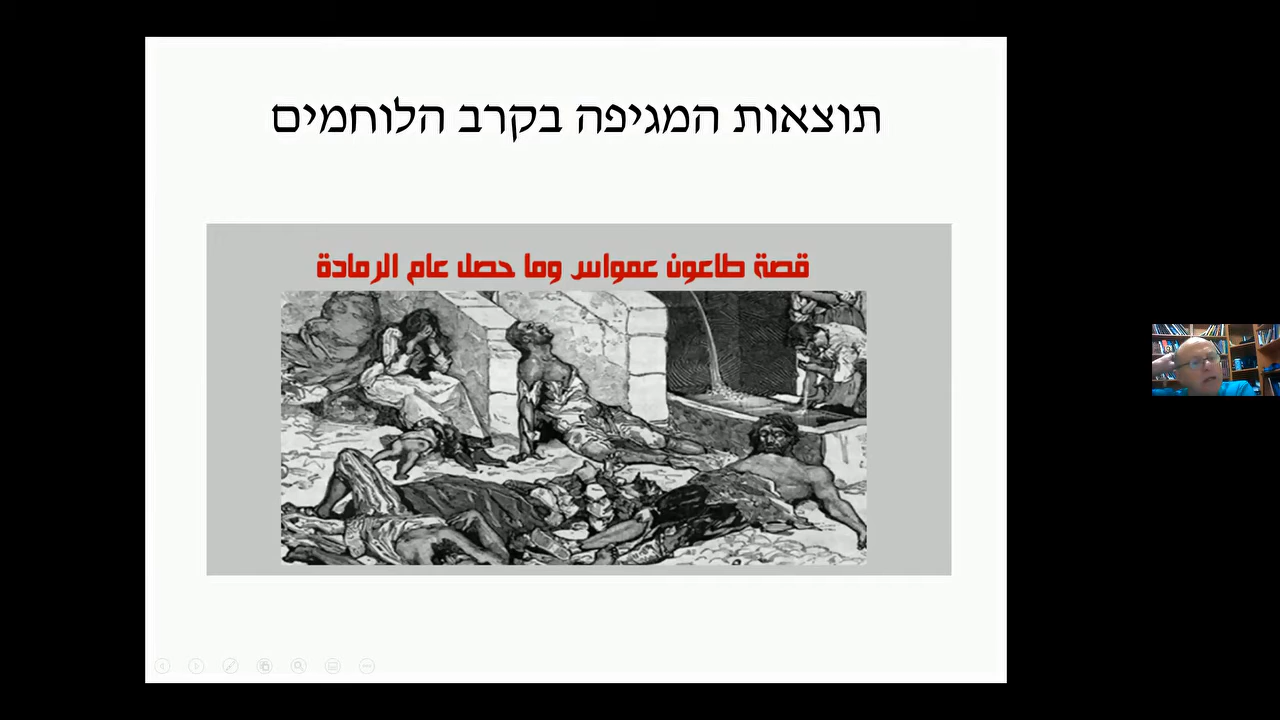 תוצאות המגיפה בקרב הלוחמים
قصة طاعون عمواس وما حصل عام الرمادة